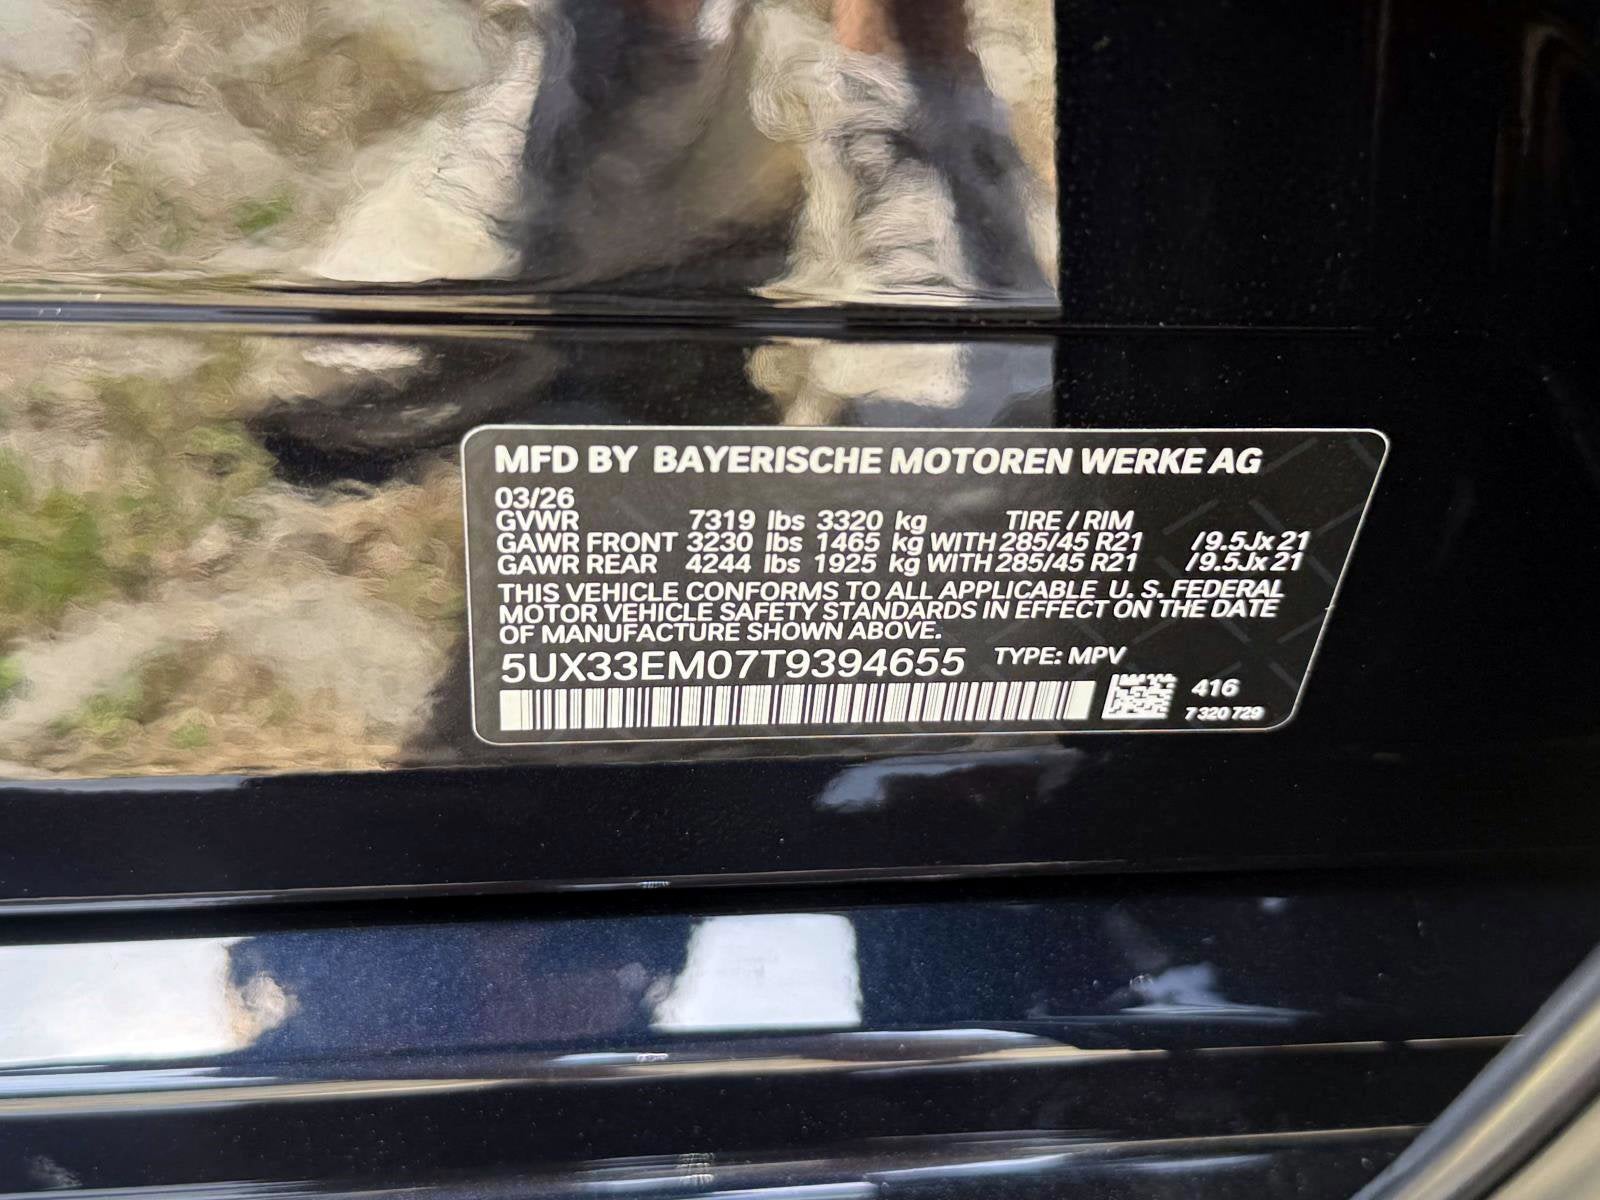 MFD BY BAYERISCHE MOTOREN WERKE AG
03/26
GVWR 7319 lbs 3320 kg TIRE / RIM
GAWR FRONT 3230 lbs 1465 kg WITH 285/45 R21 / 9.5Jx 21
GAWR REAR 4244 lbs 1925 kg WITH 285/45 R21 / 9.5Jx 21
THIS VEHICLE CONFORMS TO ALL APPLICABLE U. S. FEDERAL
MOTOR VEHICLE SAFETY STANDARDS IN EFFECT ON THE DATE
OF MANUFACTURE SHOWN ABOVE.
5UX33EM07T9394655 TYPE: MPV
416
7 320 729